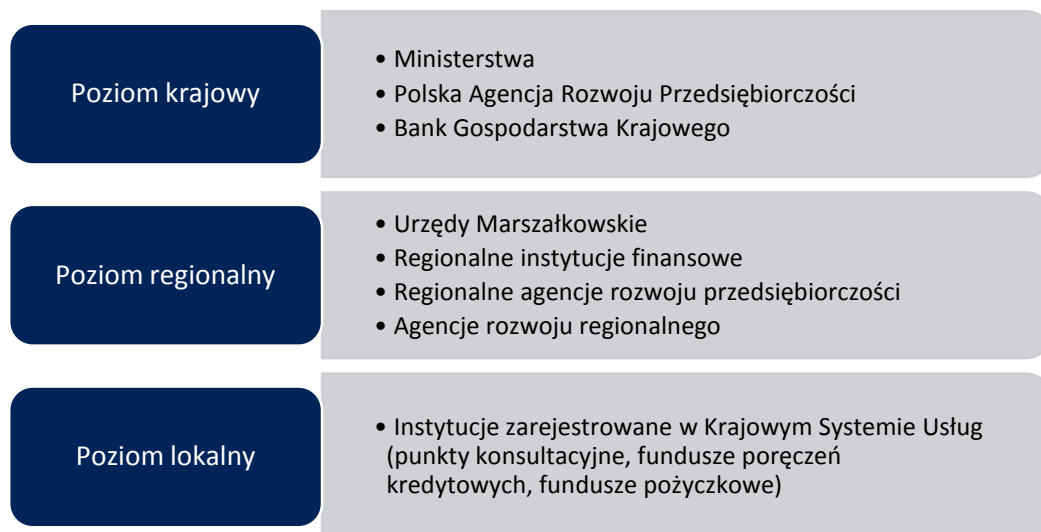 Poziom krajowy
• Ministerstwa
• Polska Agencja Rozwoju Przedsiębiorczości
• Bank Gospodarstwa Krajowego
Poziom regionalny
• Urzędy Marszałkowskie
• Regionalne instytucje finansowe
• Regionalne agencje rozwoju przedsiębiorczości
• Agencje rozwoju regionalnego
Poziom lokalny
• Instytucje zarejestrowane w Krajowym Systemie Usług
(punkty konsultacyjne, fundusze poręczeń
kredytowych, fundusze pożyczkowe)